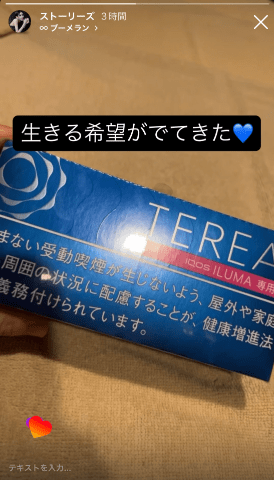 ストーリーズ 3時間
∞ ブーメラン >
生きる希望がでてきた💙
TEREA
iQOS ILUMA 専用
まない受動喫煙が生じないよう、屋外や家庭
周囲の状況に配慮することが、健康増進法
義務付けられています。
テキストを入力...